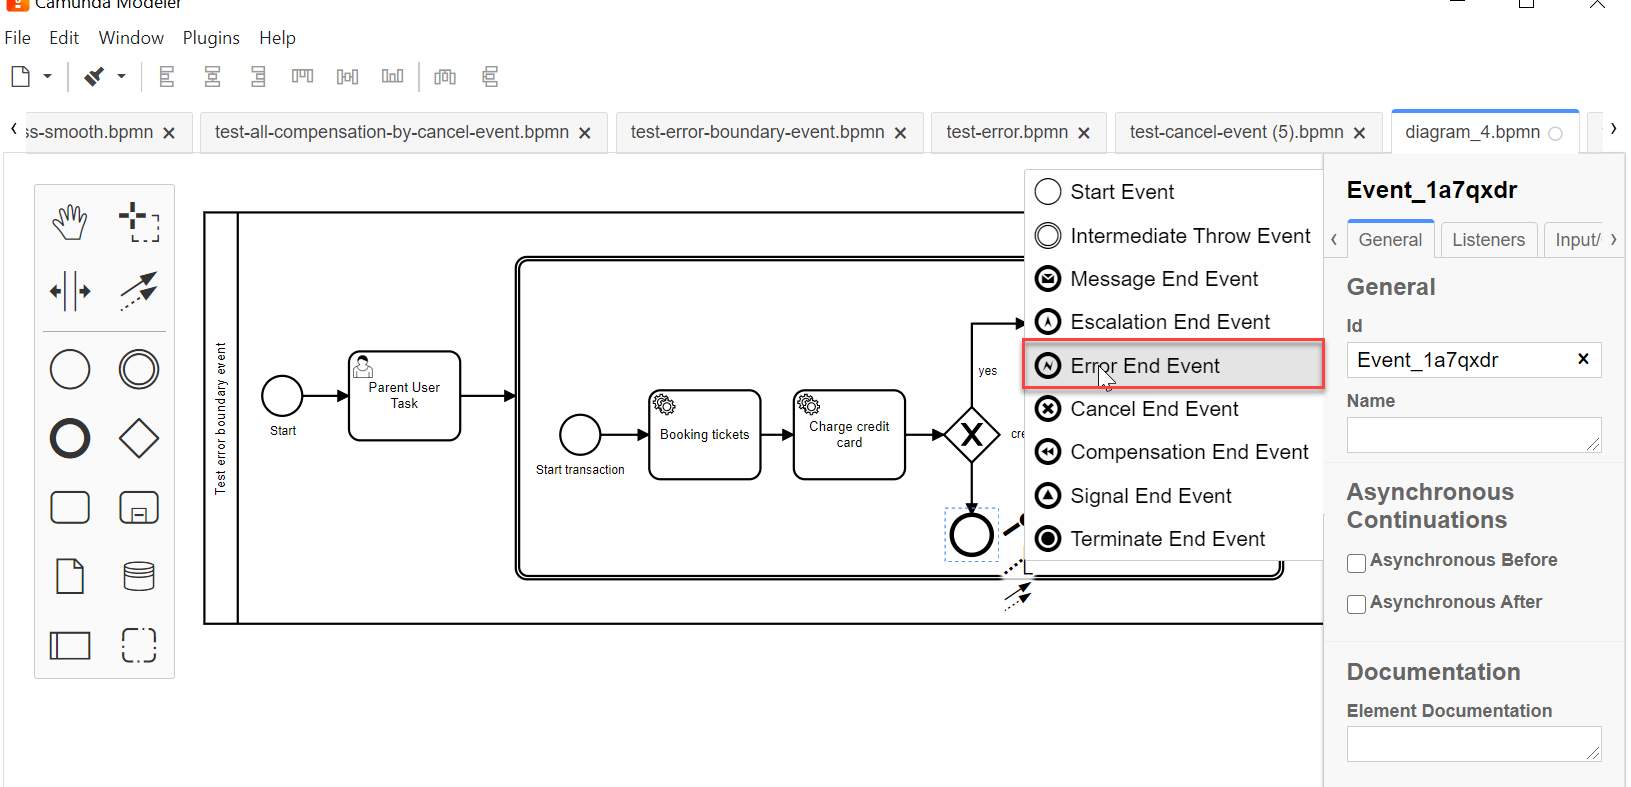 Camunda Modeler
File Edit Window Plugins Help
ss-smooth.bpmn
test-all-compensation-by-cancel-event.bpmn
test-error-boundary-event.bpmn
test-error.bpmn
test-cancel-event (5).bpmn
diagram_4.bpmn
Test error boundary event
Start
Parent User
Task
Start transaction
Booking tickets
Charge credit
card
yes
cre
Start Event
Intermediate Throw Event
Message End Event
Escalation End Event
Error End Event
Cancel End Event
Compensation End Event
Signal End Event
Terminate End Event
Event_1a7qxdr
General Listeners Input/
General
Id
Event_1a7qxdr
Name
Asynchronous
Continuations
Asynchronous Before
Asynchronous After
Documentation
Element Documentation